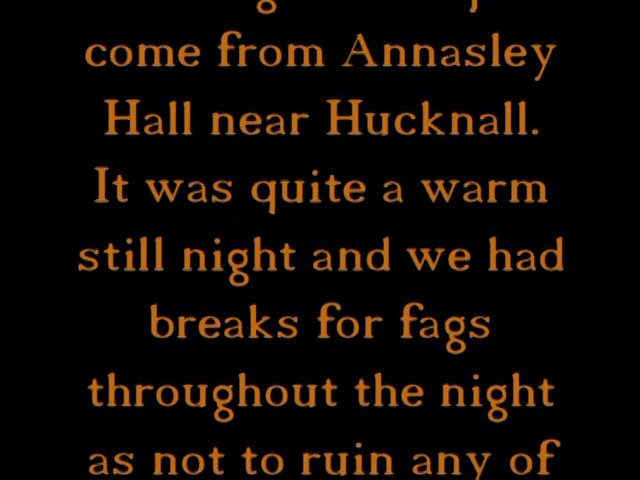 come from Annasley
Hall near Hucknall.
It was quite a warm
still night and we had
breaks for fags
throughout the night
as not to ruin any of